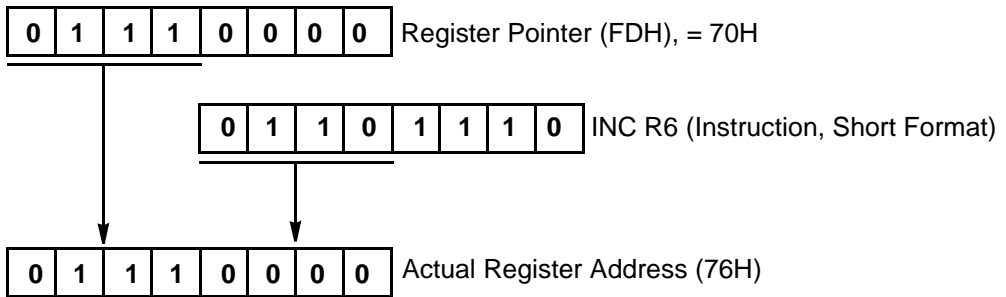 0 1 1 1 0 0 0 0 Register Pointer (FDH), = 70H
0 1 1 0 1 1 1 0 INC R6 (Instruction, Short Format)
0 1 1 1 0 0 0 0 Actual Register Address (76H)